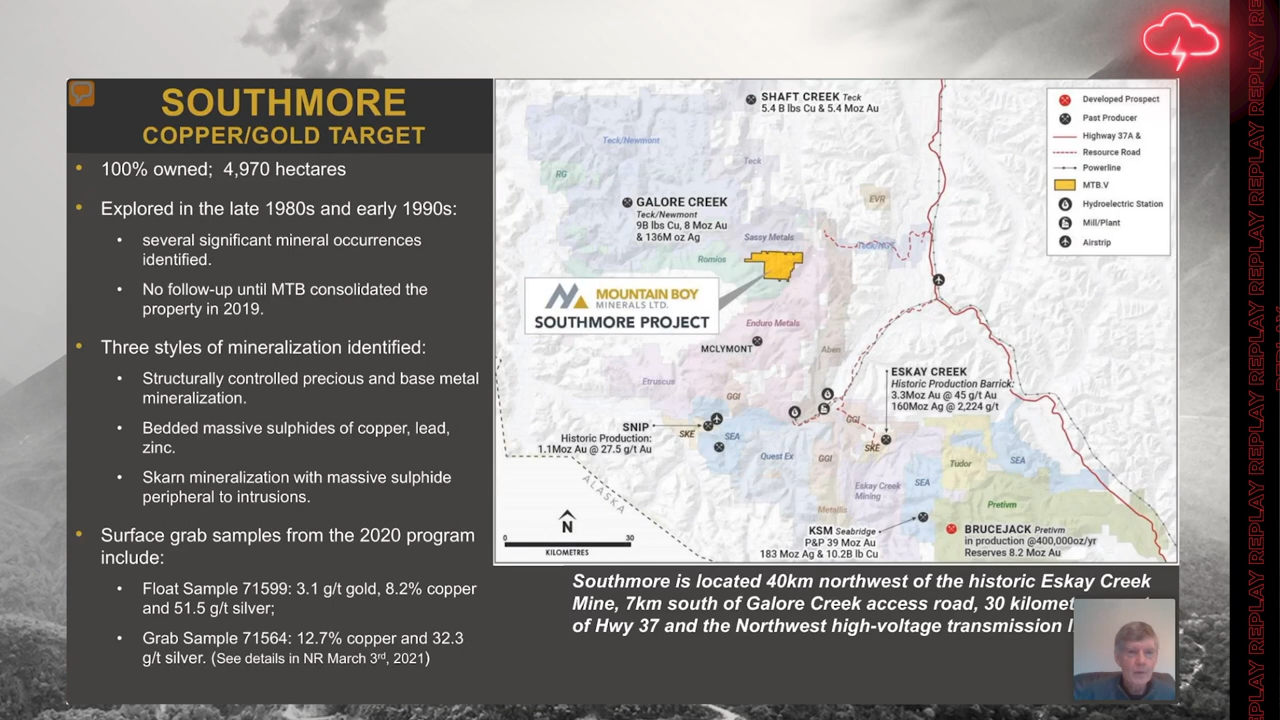 SOUTHMORE
COPPER/GOLD TARGET
• 100% owned; 4,970 hectares
• Explored in the late 1980s and early 1990s:
• several significant mineral occurrences
identified.
• No follow-up until MTB consolidated the
property in 2019.
• Three styles of mineralization identified:
• Structurally controlled precious and base metal
mineralization.
• Bedded massive sulphides of copper, lead,
zinc.
• Skarn mineralization with massive sulphide
peripheral to intrusions.
• Surface grab samples from the 2020 program
include:
• Float Sample 71599: 3.1 g/t gold, 8.2% copper
and 51.5 g/t silver;
• Grab Sample 71564: 12.7% copper and 32.3
g/t silver. (See details in NR March 3rd, 2021)
SHAFT CREEK Teck
5.4 B lbs Cu & 5.4 Moz Au
Teck/Newmont
Teck
RG
EVR
GALORE CREEK
Teck/Newmont
9B lbs Cu, 8 Moz Au
& 136M oz Ag
Sassy Metals
Romios
MOUNTAIN BOY
MINERALS LTD.
SOUTHMORE PROJECT
Enduro Metals
MCLYMONT
Aben
Etruscus
GGI
ESKAY CREEK
Historic Production Barrick:
3.3Moz Au @ 45 g/t Au
160Moz Ag @ 2,224 g/t
SNIP
Historic Production:
1.1Moz Au @ 27.5 g/t Au
SKE
SEA
GGI
SKE
Quest Ex
GGI
Tudor
SEA
SEA
Eskay Creek
Mining
Metallis
Pretivm
ALASKA
KSM Seabridge
P&P 39 Moz Au
183 Moz Ag & 10.2B lb Cu
BRUCEJACK Pretivm
in production @400,000oz/yr
Reserves 8.2 Moz Au
N
0 30
KILOMETRES
Developed Prospect
Past Producer
Highway 37A &
Resource Road
Powerline
MTB.V
Hydroelectric Station
Mill/Plant
Airstrip
Southmore is located 40km northwest of the historic Eskay Creek
Mine, 7km south of Galore Creek access road, 30
of Hwy 37 and the Northwest high-voltage transmission
REPLAY REPLAY REPLAY REPLAY REPLAY REPLAY